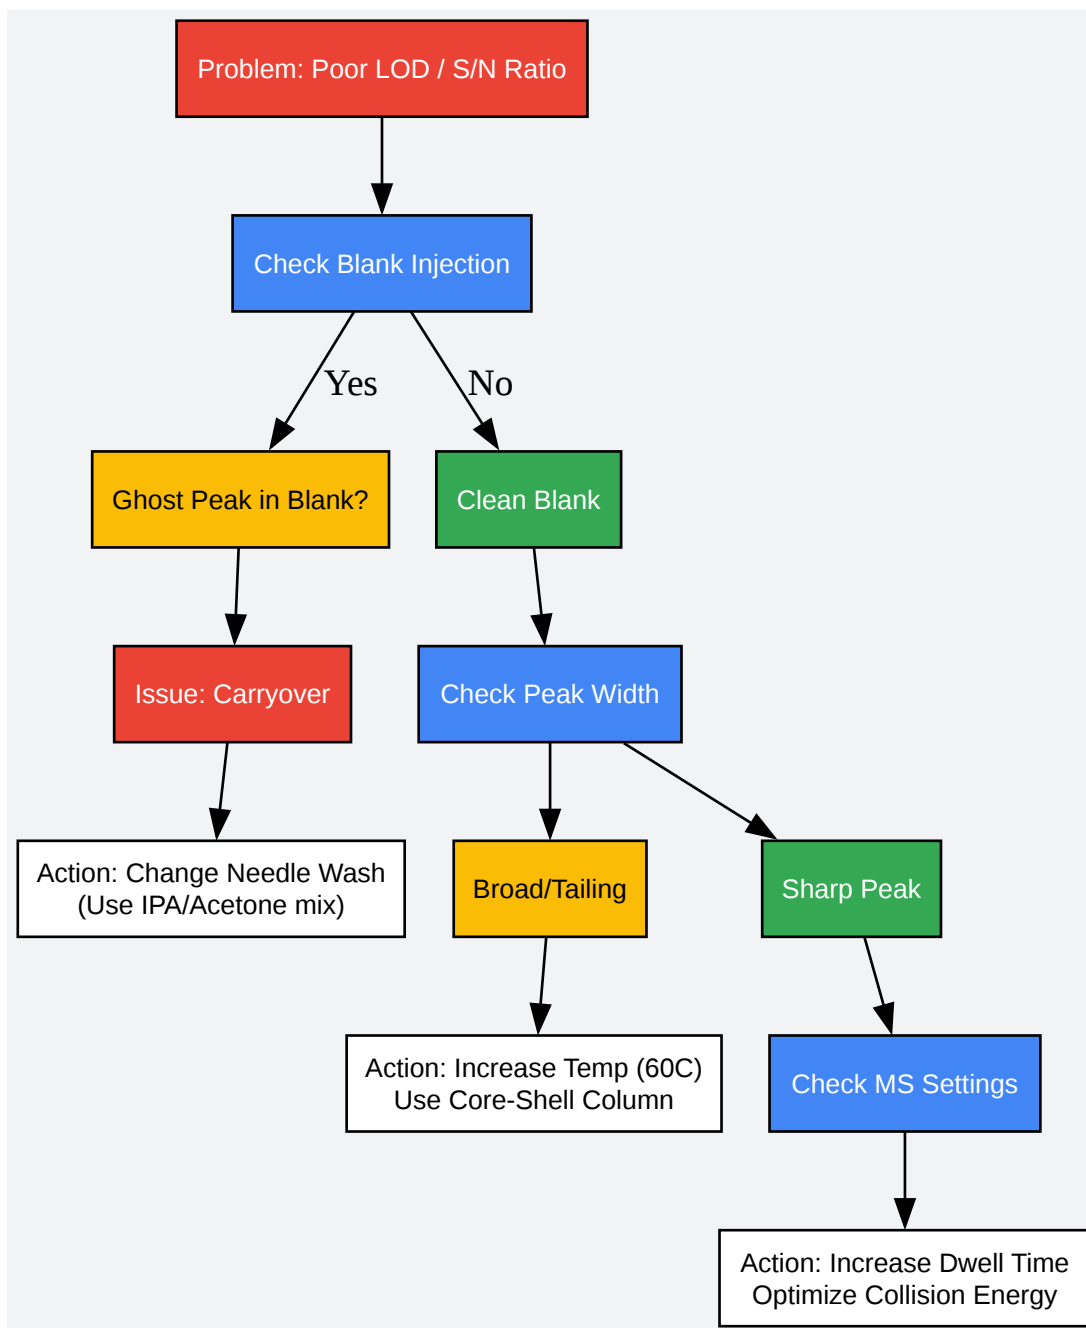 Problem: Poor LOD / S/N Ratio
Check Blank Injection
Yes
No
Ghost Peak in Blank?
Clean Blank
Issue: Carryover
Check Peak Width
Action: Change Needle Wash
(Use IPA/Acetone mix)
Broad/Tailing
Sharp Peak
Action: Increase Temp (60C)
Use Core-Shell Column
Check MS Settings
Action: Increase Dwell Time
Optimize Collision Energy